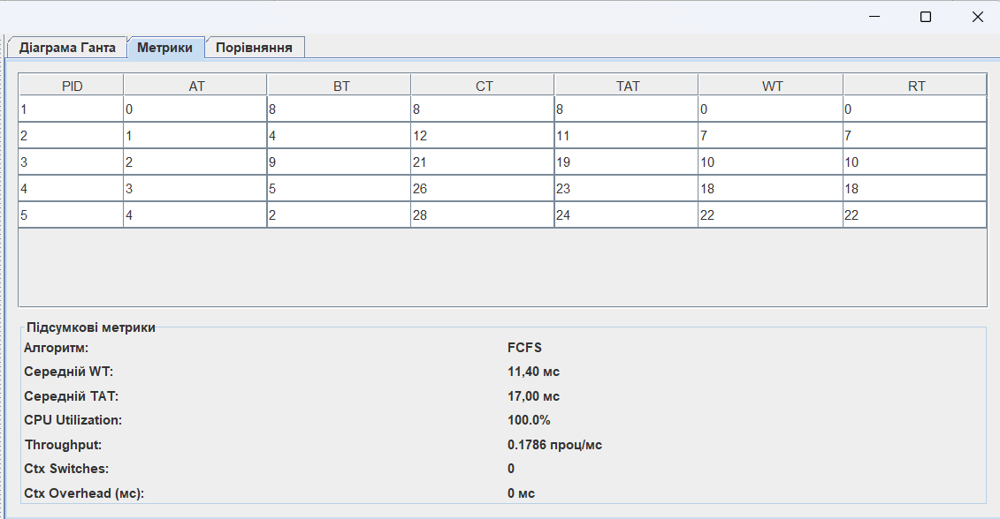 Діаграма Ганта Метрики Порівняння
PID AT BT CT TAT WT RT
1 0 8 8 8 0 0
2 1 4 12 11 7 7
3 2 9 21 19 10 10
4 3 5 26 23 18 18
5 4 2 28 24 22 22
Підсумкові метрики
Алгоритм: FCFS
Середній WT: 11,40 мс
Середній TAT: 17,00 мс
CPU Utilization: 100.0%
Throughput: 0.1786 проц/мс
Ctx Switches: 0
Ctx Overhead (мс): 0 мс